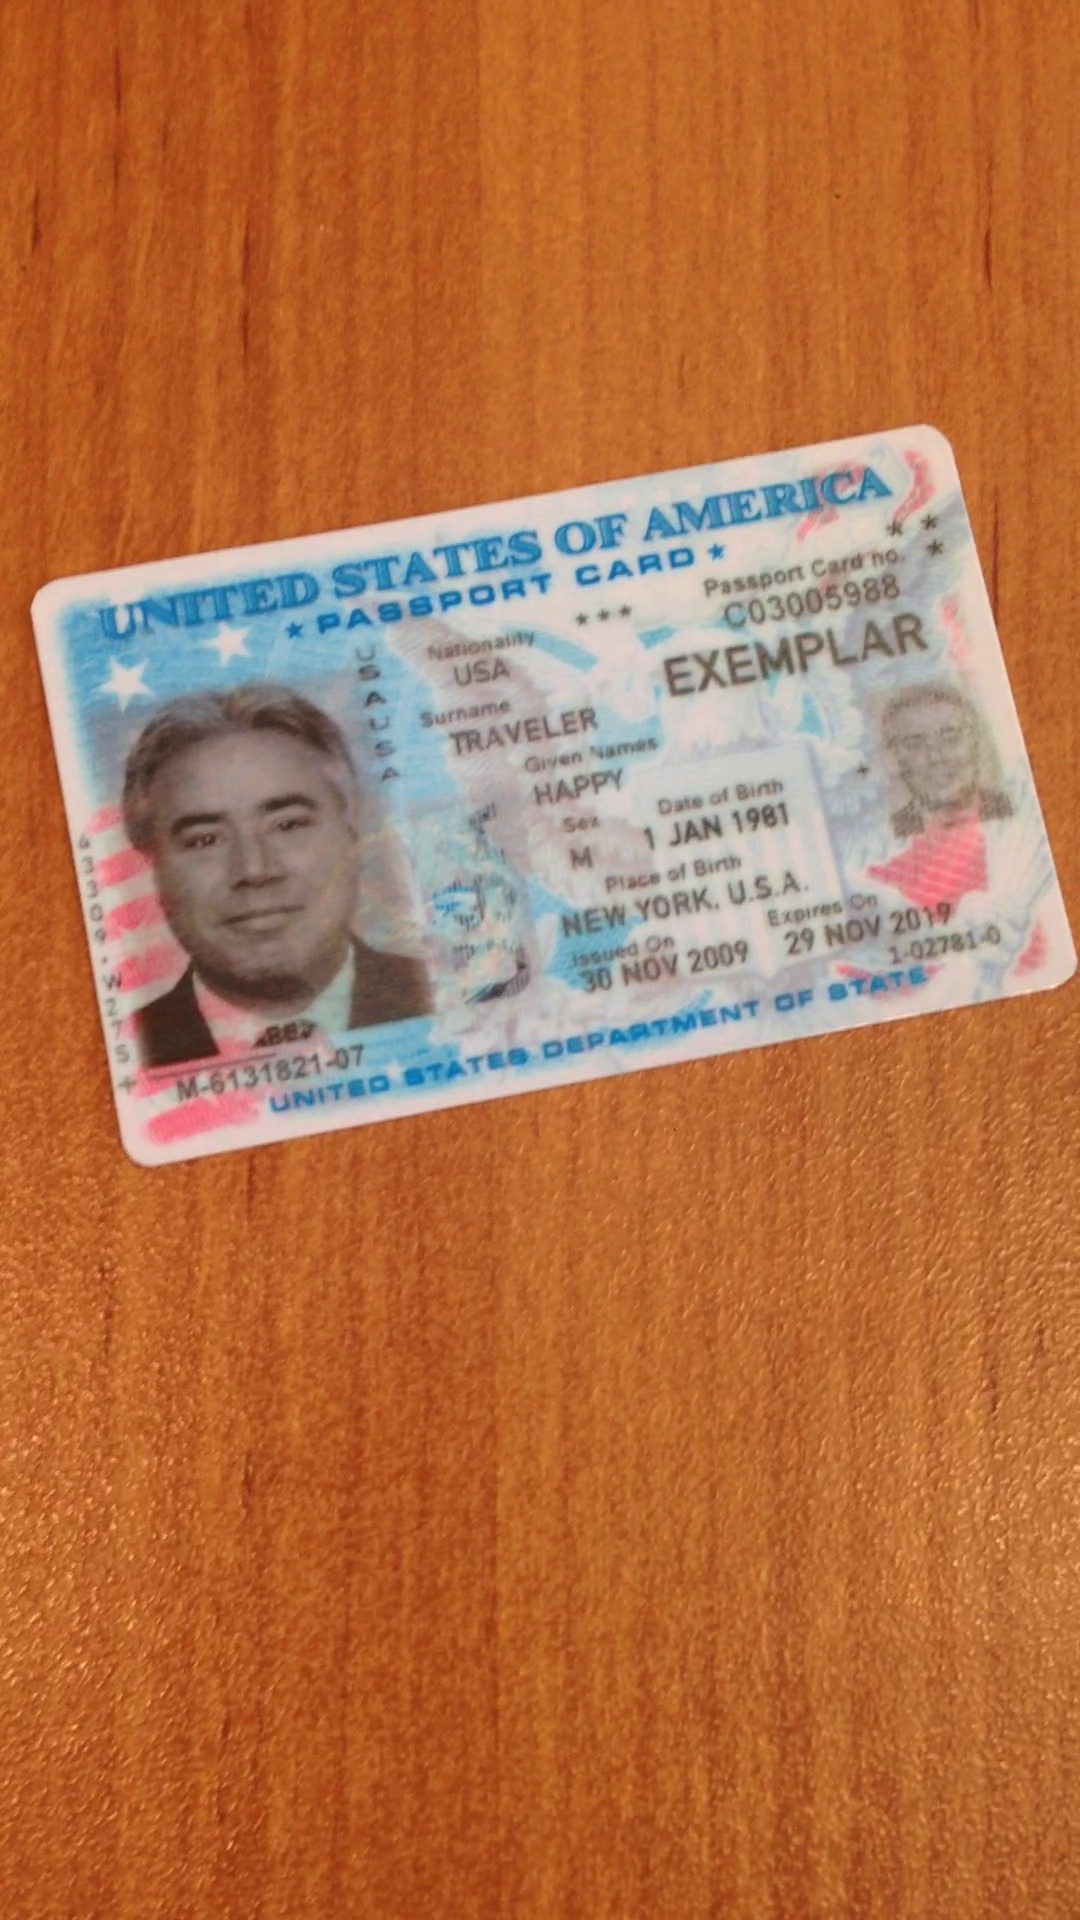 UNITED STATES OF AMERICA
★ PASSPORT CARD ★
Passport Card no.
C03005988
EXEMPLAR
USAUSA
Nationality
USA
Surname
TRAVELER
Given Names
HAPPY
Sex
M
Date of Birth
1 JAN 1981
Place of Birth
NEW YORK, U.S.A.
Issued On
30 NOV 2009
Expires On
29 NOV 2019
1-02781-0
M-6131821-07
UNITED STATES DEPARTMENT OF STATE